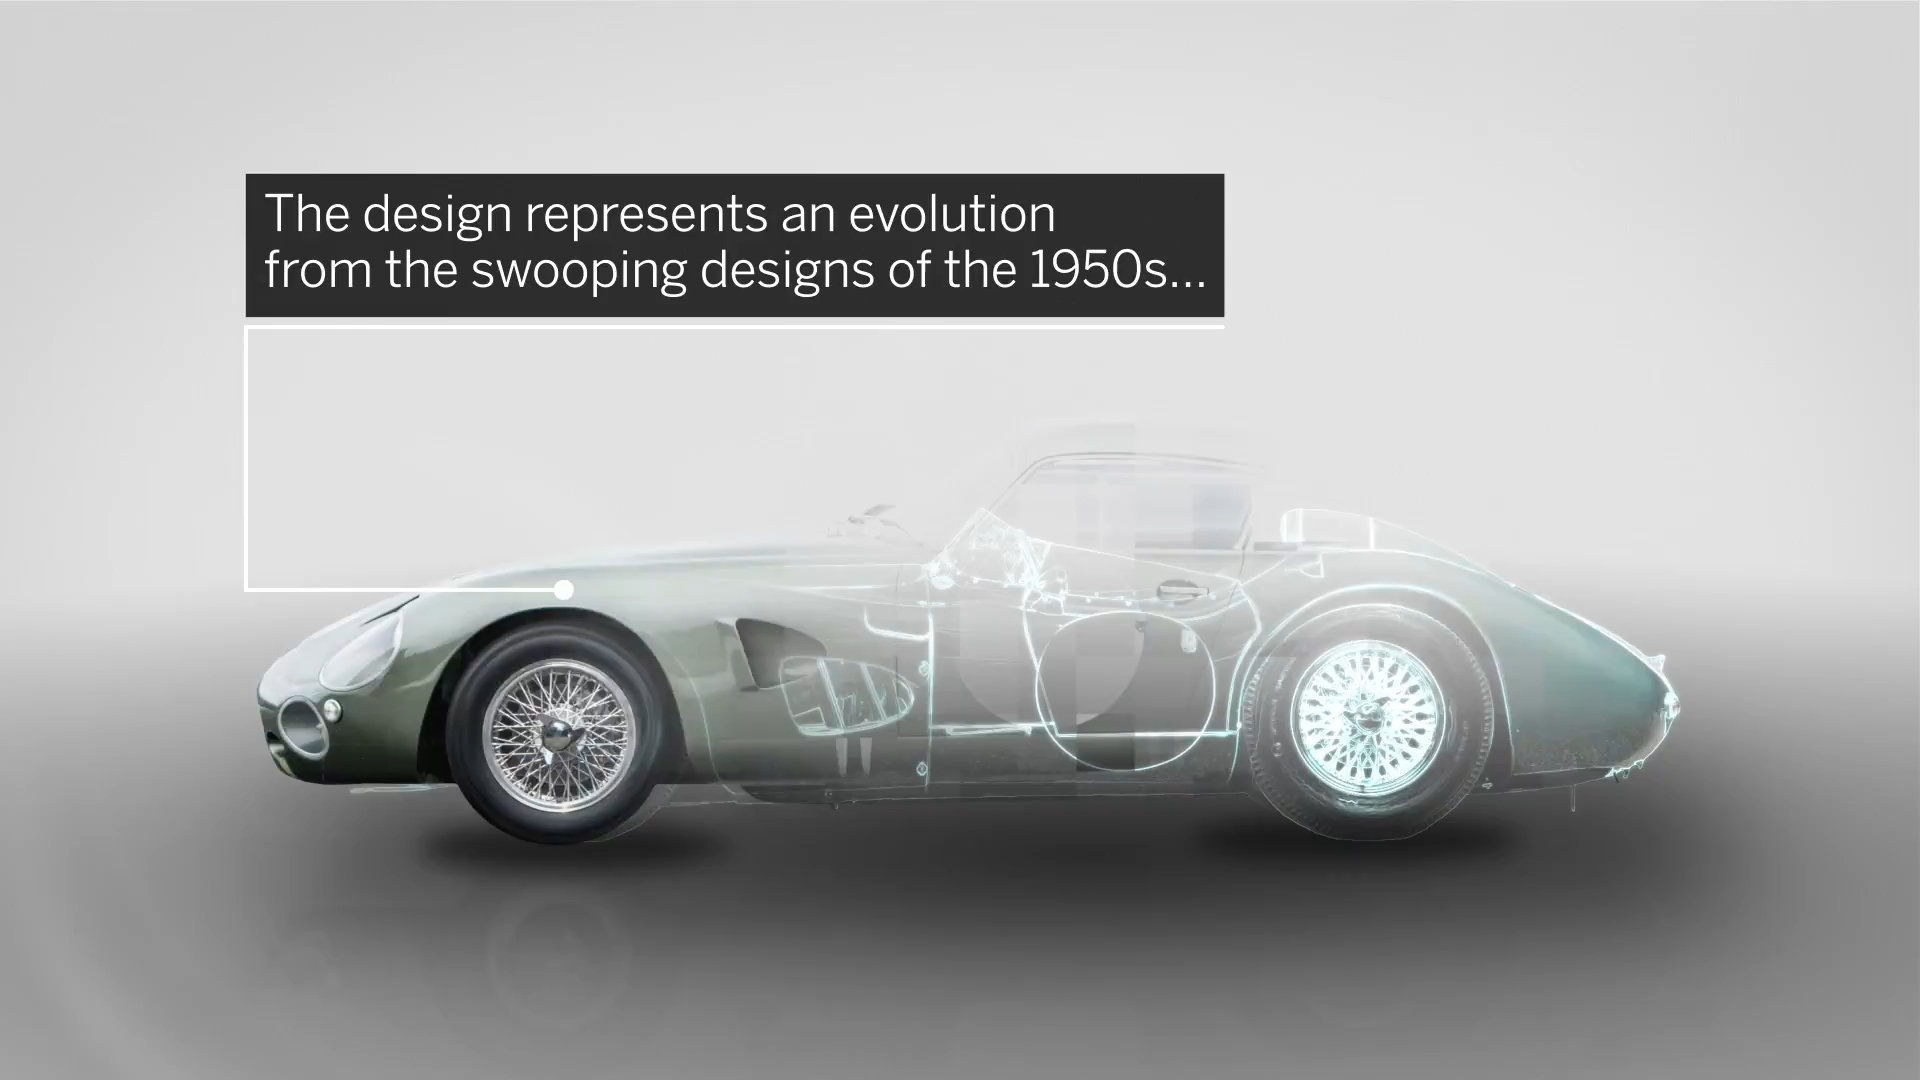 The design represents an evolution
from the swooping designs of the 1950s...